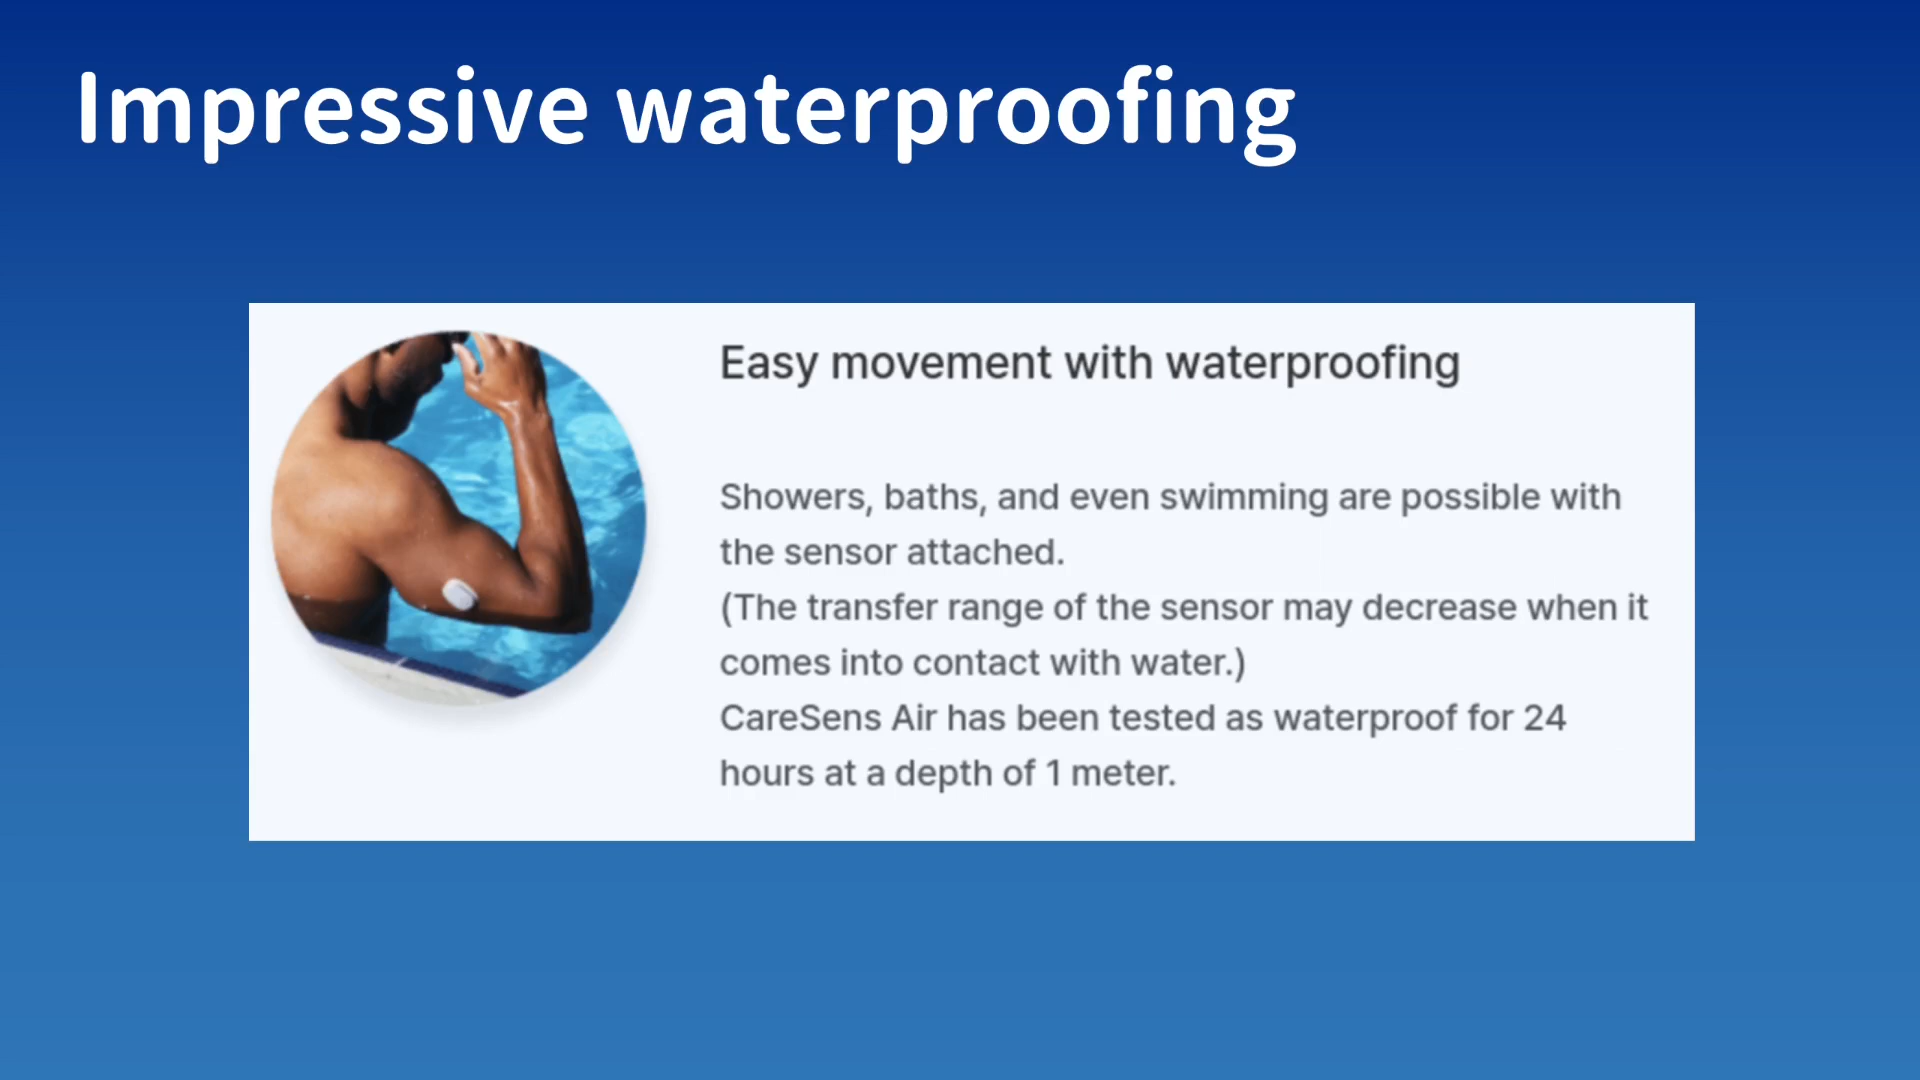 Impressive waterproofing
Easy movement with waterproofing
Showers, baths, and even swimming are possible with
the sensor attached.
(The transfer range of the sensor may decrease when it
comes into contact with water.)
CareSens Air has been tested as waterproof for 24
hours at a depth of 1 meter.